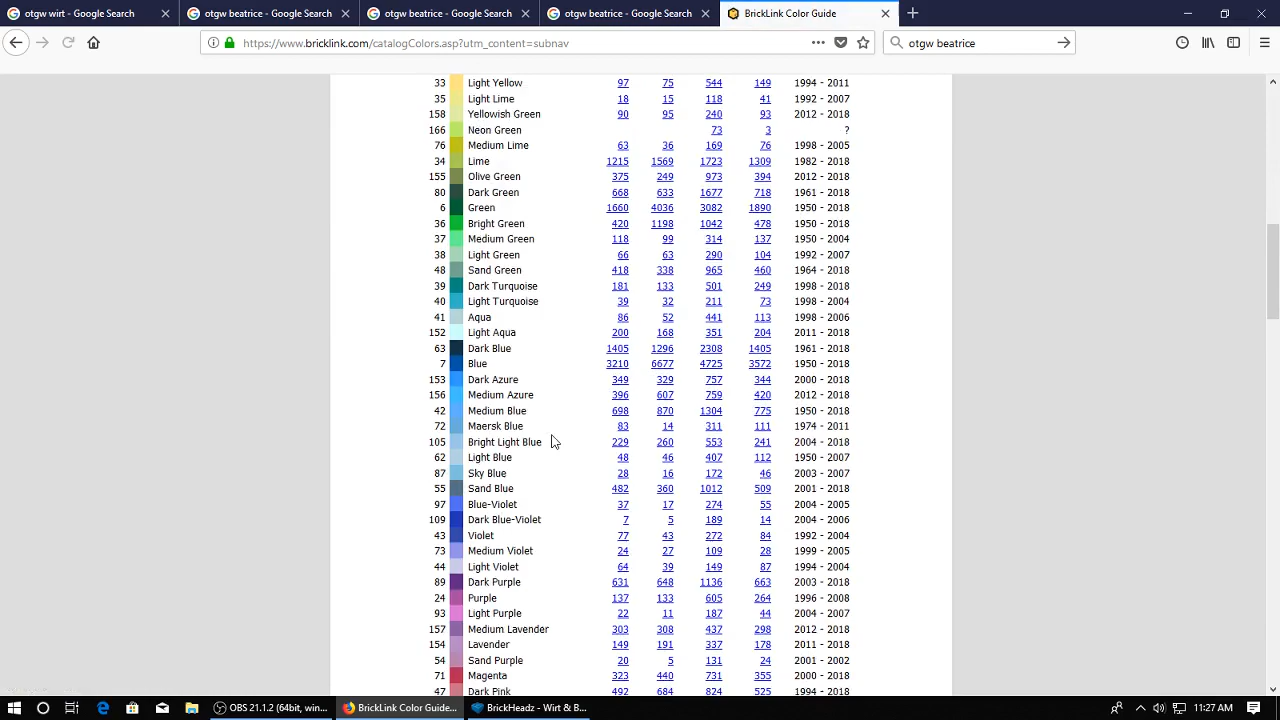 otgw wirt - Google Search
otgw beatrice - Google Search
otgw beatrice - Google Search
otgw beatrice - Google Search
BrickLink Color Guide
https://www.bricklink.com/catalogColors.asp?utm_content=subnav
otgw beatrice
33 Light Yellow 97 75 544 149 1994 - 2011
35 Light Lime 18 15 118 41 1992 - 2007
158 Yellowish Green 90 95 240 93 2012 - 2018
166 Neon Green 73 3 ?
76 Medium Lime 63 36 169 76 1998 - 2005
34 Lime 1215 1569 1723 1309 1982 - 2018
155 Olive Green 375 249 973 394 2012 - 2018
80 Dark Green 668 633 1677 718 1961 - 2018
6 Green 1660 4036 3082 1890 1950 - 2018
36 Bright Green 420 1198 1042 478 1950 - 2018
37 Medium Green 118 99 314 137 1950 - 2004
38 Light Green 66 63 290 104 1992 - 2007
48 Sand Green 418 338 965 460 1964 - 2018
39 Dark Turquoise 181 133 501 249 1998 - 2018
40 Light Turquoise 39 32 211 73 1998 - 2004
41 Aqua 86 52 441 113 1998 - 2006
152 Light Aqua 200 168 351 204 2011 - 2018
63 Dark Blue 1405 1296 2308 1405 1961 - 2018
7 Blue 3210 6677 4725 3572 1950 - 2018
153 Dark Azure 349 329 757 344 2000 - 2018
156 Medium Azure 396 607 759 420 2012 - 2018
42 Medium Blue 698 870 1304 775 1950 - 2018
72 Maersk Blue 83 14 311 111 1974 - 2011
105 Bright Light Blue 229 260 553 241 2004 - 2018
62 Light Blue 48 46 407 112 1950 - 2007
87 Sky Blue 28 16 172 46 2003 - 2007
55 Sand Blue 482 360 1012 509 2001 - 2018
97 Blue-Violet 37 17 274 55 2004 - 2005
109 Dark Blue-Violet 7 5 189 14 2004 - 2006
43 Violet 77 43 272 84 1992 - 2004
73 Medium Violet 24 27 109 28 1999 - 2005
44 Light Violet 64 39 149 87 1994 - 2004
89 Dark Purple 631 648 1136 663 2003 - 2018
24 Purple 137 133 605 264 1996 - 2008
93 Light Purple 22 11 187 44 2004 - 2007
157 Medium Lavender 303 308 437 298 2012 - 2018
154 Lavender 149 191 337 178 2011 - 2018
54 Sand Purple 20 5 131 24 2001 - 2002
71 Magenta 323 440 731 355 2000 - 2018
47 Dark Pink 492 684 824 525 1994 - 2018
OBS 21.1.2 (64bit, win...
BrickLink Color Guide...
BrickHeadz - Wirt & B...
11:27 AM